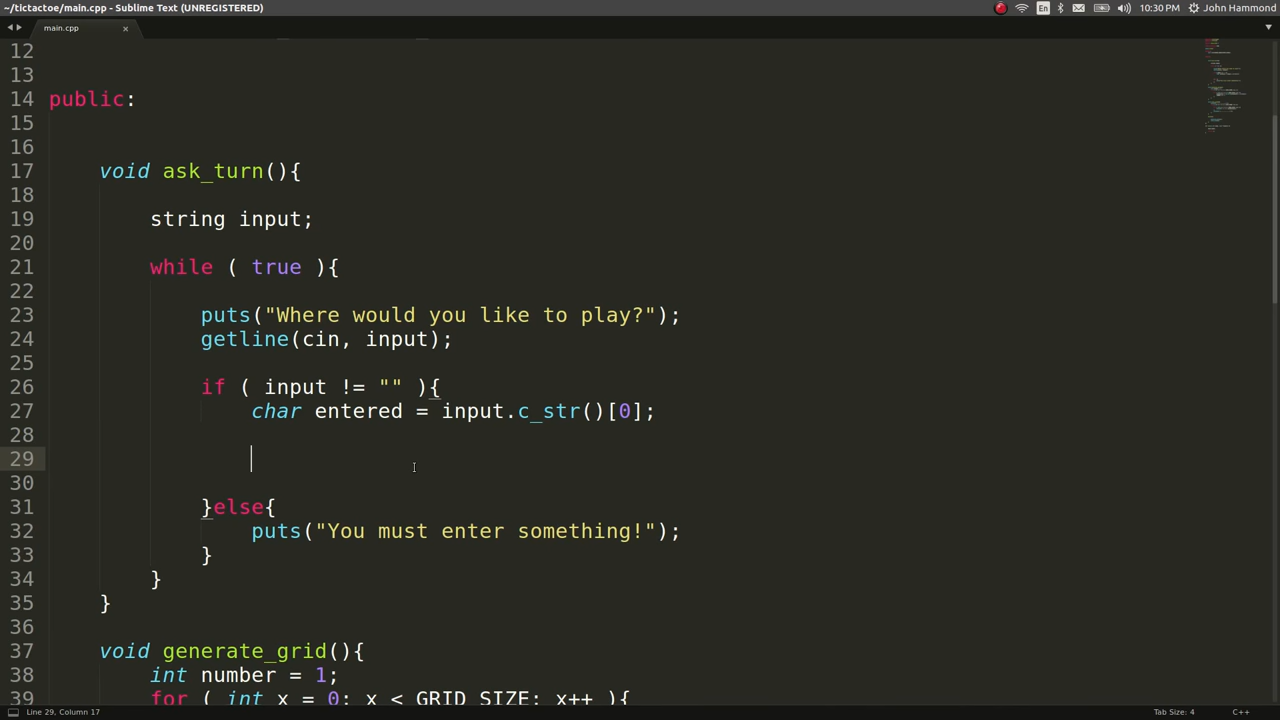 ~/tictactoe/main.cpp - Sublime Text (UNREGISTERED) En 10:30 PM John Hammond
main.cpp ×
12
13
14 public:
15
16
17 void ask_turn(){
18
19 string input;
20
21 while ( true ){
22
23 puts("Where would you like to play?");
24 getline(cin, input);
25
26 if ( input != "" ){
27 char entered = input.c_str()[0];
28
29
30
31 }else{
32 puts("You must enter something!");
33 }
34 }
35 }
36
37 void generate_grid(){
38 int number = 1;
39 for ( int x = 0; x < GRID_SIZE; x++ ){
Line 29, Column 17 Tab Size: 4 C++